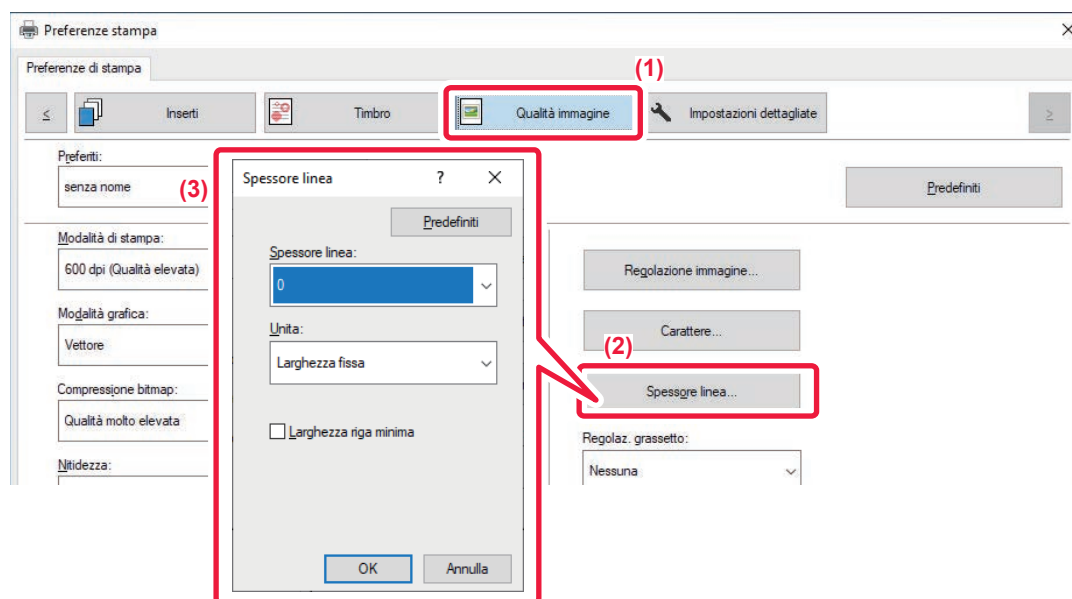 Preferenze stampa
Preferenze di stampa
(1)
≤ Inserti Timbro Qualità immagine Impostazioni dettagliate ≥
Preferiti:
senza nome
Predefiniti
(3)
Spessore linea ? ×
Predefiniti
Spessore linea:
0
Unita:
Larghezza fissa
Larghezza riga minima
OK Annulla
Modalità di stampa:
600 dpi (Qualità elevata)
Modalità grafica:
Vettore
Compressione bitmap:
Qualità molto elevata
Nitidezza:
Regolazione immagine...
Carattere...
(2)
Spessore linea...
Regolaz. grassetto:
Nessuna